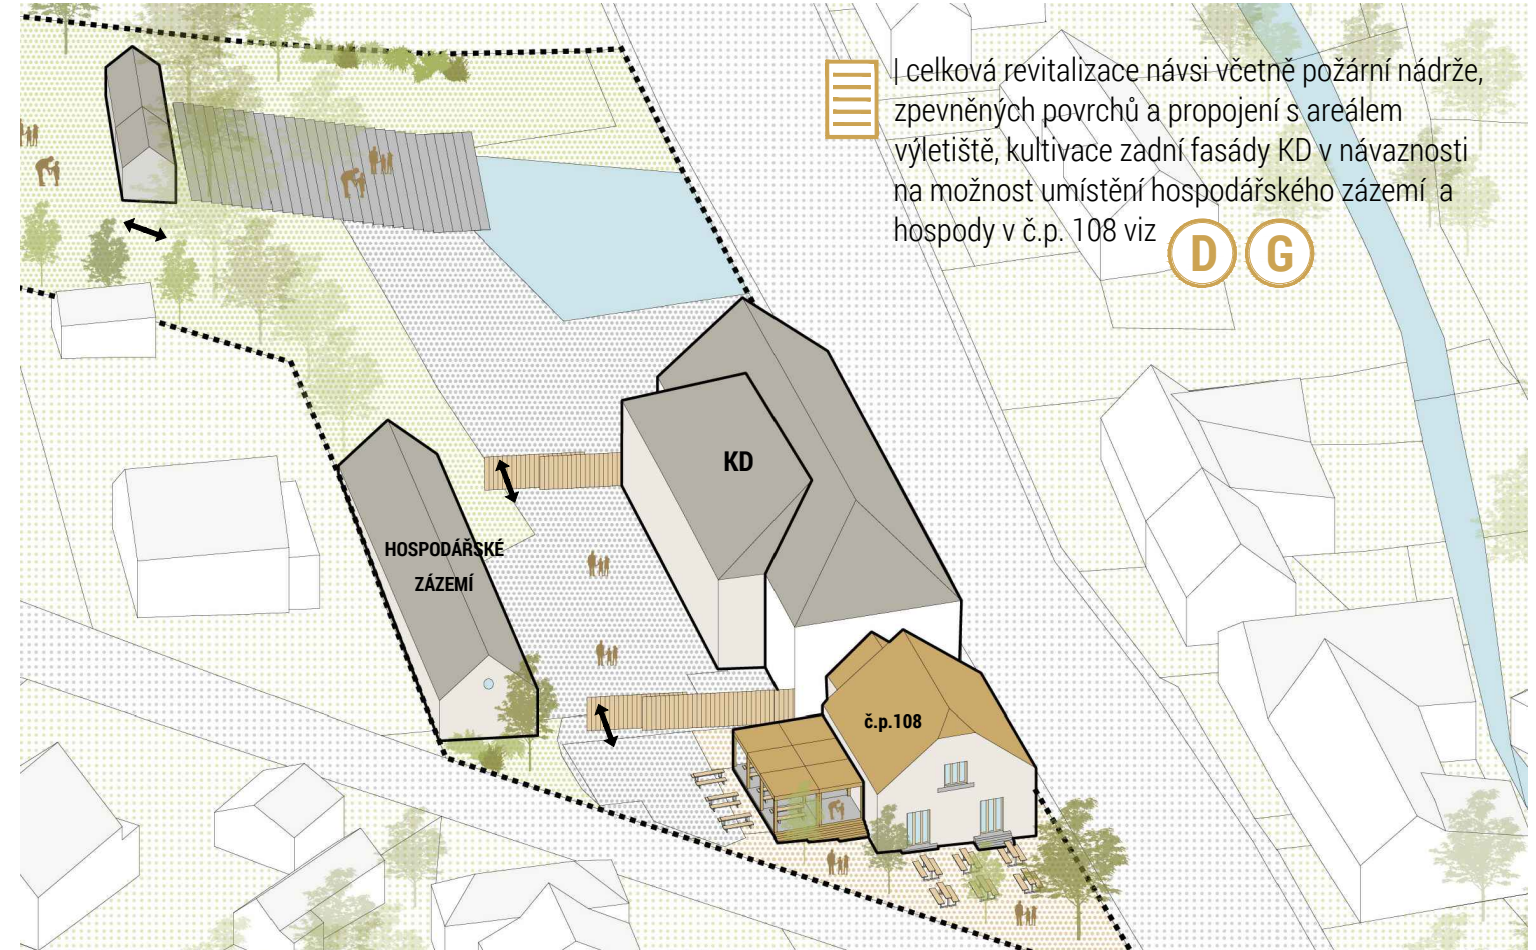 | celková revitalizace návsi včetně požární nádrže,
zpevněných povrchů a propojení s areálem
výletiště, kultivace zadní fasády KD v návaznosti
na možnost umístění hospodářského zázemí a
hospody v č.p. 108 viz D G
KD
HOSPODÁŘSKÉ
ZÁZEMÍ
č.p.108